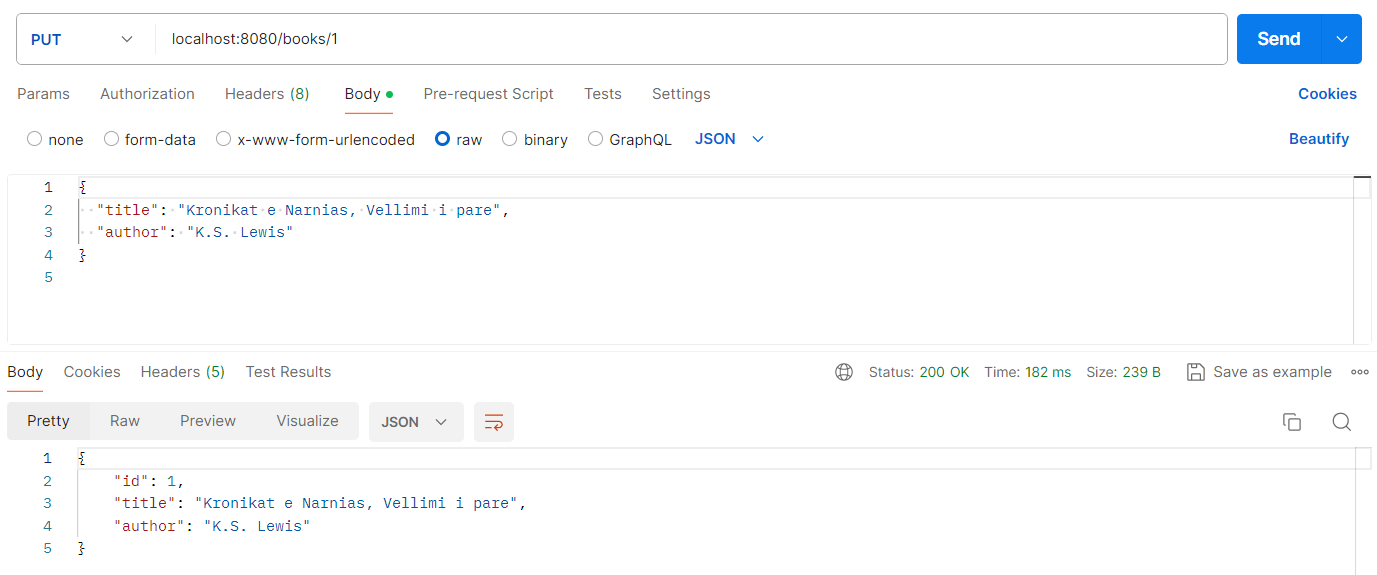 PUT localhost:8080/books/1 Send
Params Authorization Headers (8) Body Pre-request Script Tests Settings Cookies
none form-data x-www-form-urlencoded raw binary GraphQL JSON Beautify
1 {
2 "title": "Kronikat e Narnias, Vellimi i pare",
3 "author": "K.S. Lewis"
4 }
5
Body Cookies Headers (5) Test Results Status: 200 OK Time: 182 ms Size: 239 B Save as example
Pretty Raw Preview Visualize JSON
1 {
2 "id": 1,
3 "title": "Kronikat e Narnias, Vellimi i pare",
4 "author": "K.S. Lewis"
5 }